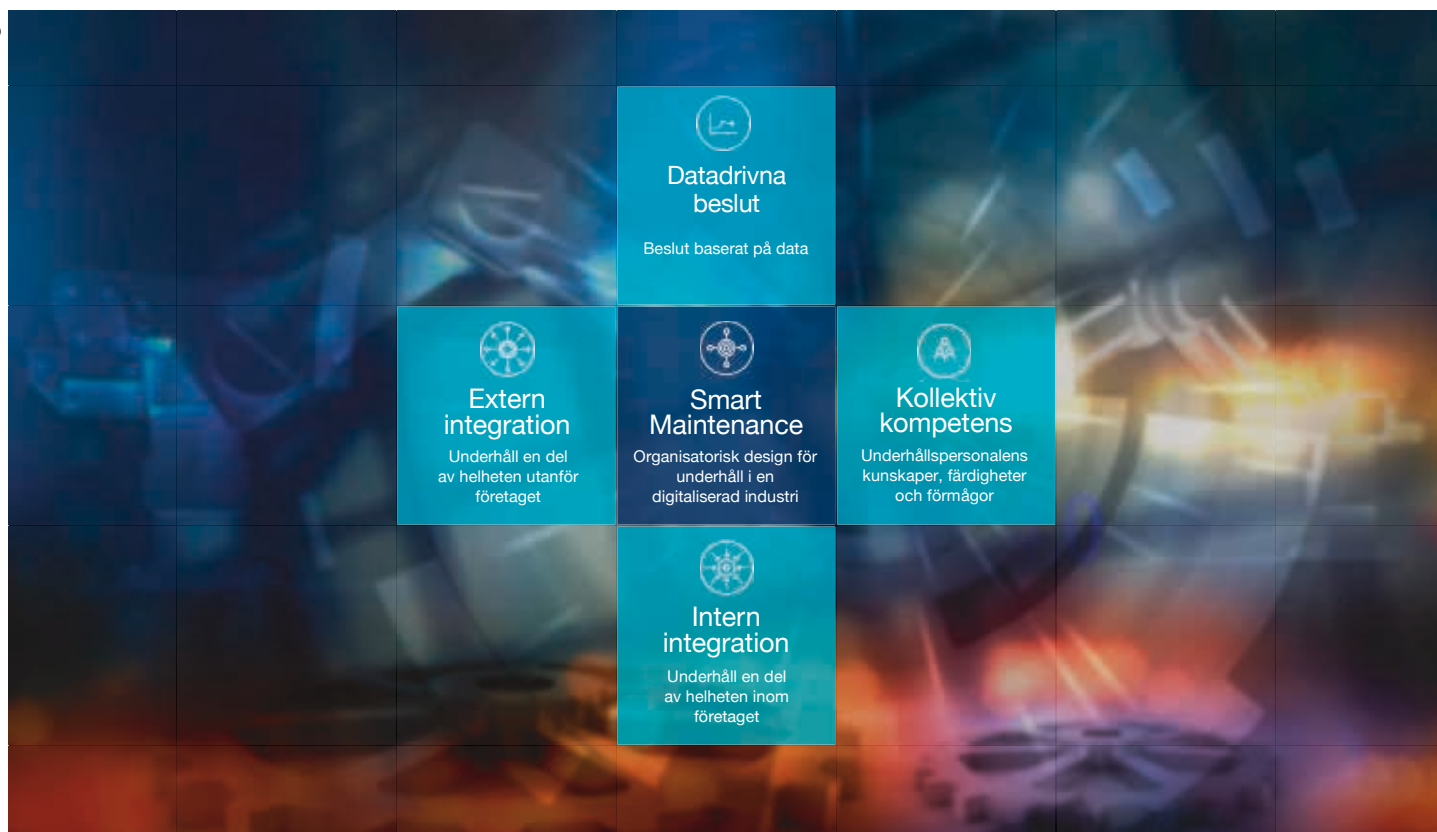 Datadrivna
beslut
Beslut baserat på data
Extern
integration
Underhåll en del
av helheten utanför
företaget
Smart
Maintenance
Organisatorisk design för
underhåll i en
digitaliserad industri
Kollektiv
kompetens
Underhållspersonalens
kunskaper, färdigheter
och förmågor
Intern
integration
Underhåll en del
av helheten inom
företaget